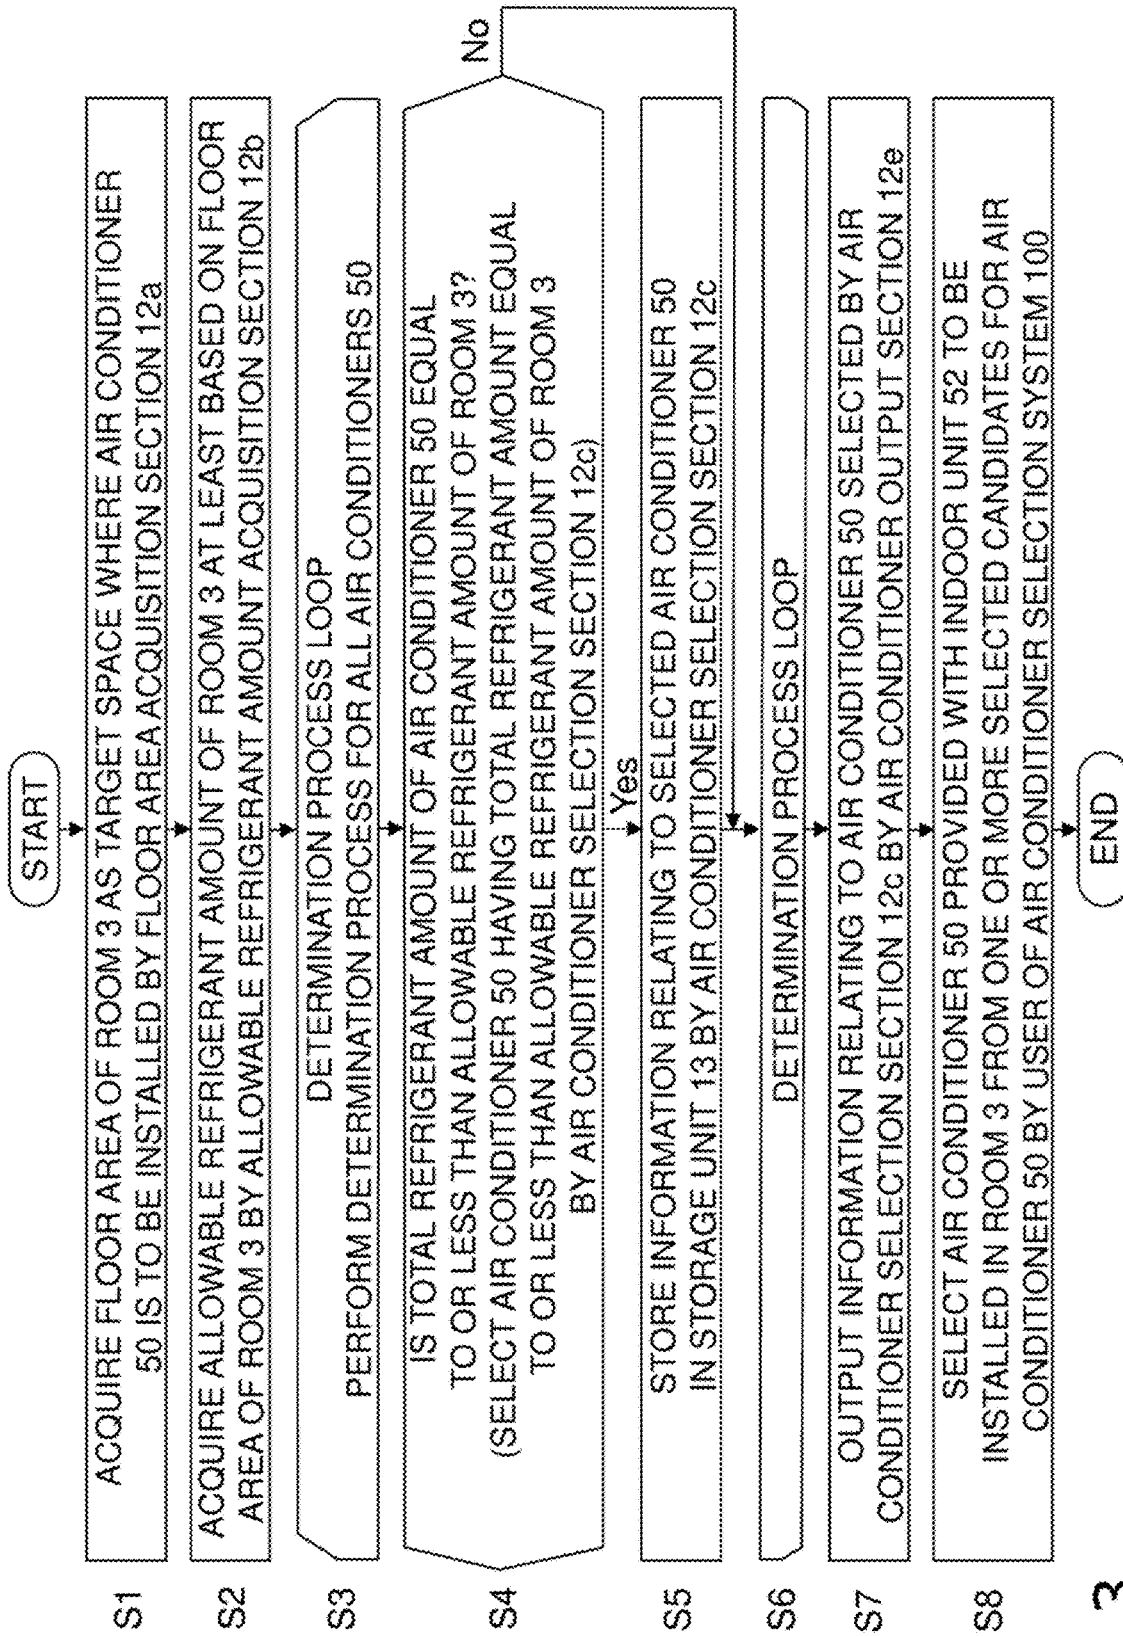 START
S1
ACQUIRE FLOOR AREA OF ROOM 3 AS TARGET SPACE WHERE AIR CONDITIONER
50 IS TO BE INSTALLED BY FLOOR AREA ACQUISITION SECTION 12a
S2
ACQUIRE ALLOWABLE REFRIGERANT AMOUNT OF ROOM 3 AT LEAST BASED ON FLOOR
AREA OF ROOM 3 BY ALLOWABLE REFRIGERANT AMOUNT ACQUISITION SECTION 12b
S3
DETERMINATION PROCESS LOOP
PERFORM DETERMINATION PROCESS FOR ALL AIR CONDITIONERS 50
S4
IS TOTAL REFRIGERANT AMOUNT OF AIR CONDITIONER 50 EQUAL
TO OR LESS THAN ALLOWABLE REFRIGERANT AMOUNT OF ROOM 3?
(SELECT AIR CONDITIONER 50 HAVING TOTAL REFRIGERANT AMOUNT EQUAL
TO OR LESS THAN ALLOWABLE REFRIGERANT AMOUNT OF ROOM 3
BY AIR CONDITIONER SELECTION SECTION 12c)
No
Yes
S5
STORE INFORMATION RELATING TO SELECTED AIR CONDITIONER 50
IN STORAGE UNIT 13 BY AIR CONDITIONER SELECTION SECTION 12c
S6
DETERMINATION PROCESS LOOP
S7
OUTPUT INFORMATION RELATING TO AIR CONDITIONER 50 SELECTED BY AIR
CONDITIONER SELECTION SECTION 12c BY AIR CONDITIONER OUTPUT SECTION 12e
S8
SELECT AIR CONDITIONER 50 PROVIDED WITH INDOOR UNIT 52 TO BE
INSTALLED IN ROOM 3 FROM ONE OR MORE SELECTED CANDIDATES FOR AIR
CONDITIONER 50 BY USER OF AIR CONDITIONER SELECTION SYSTEM 100
END